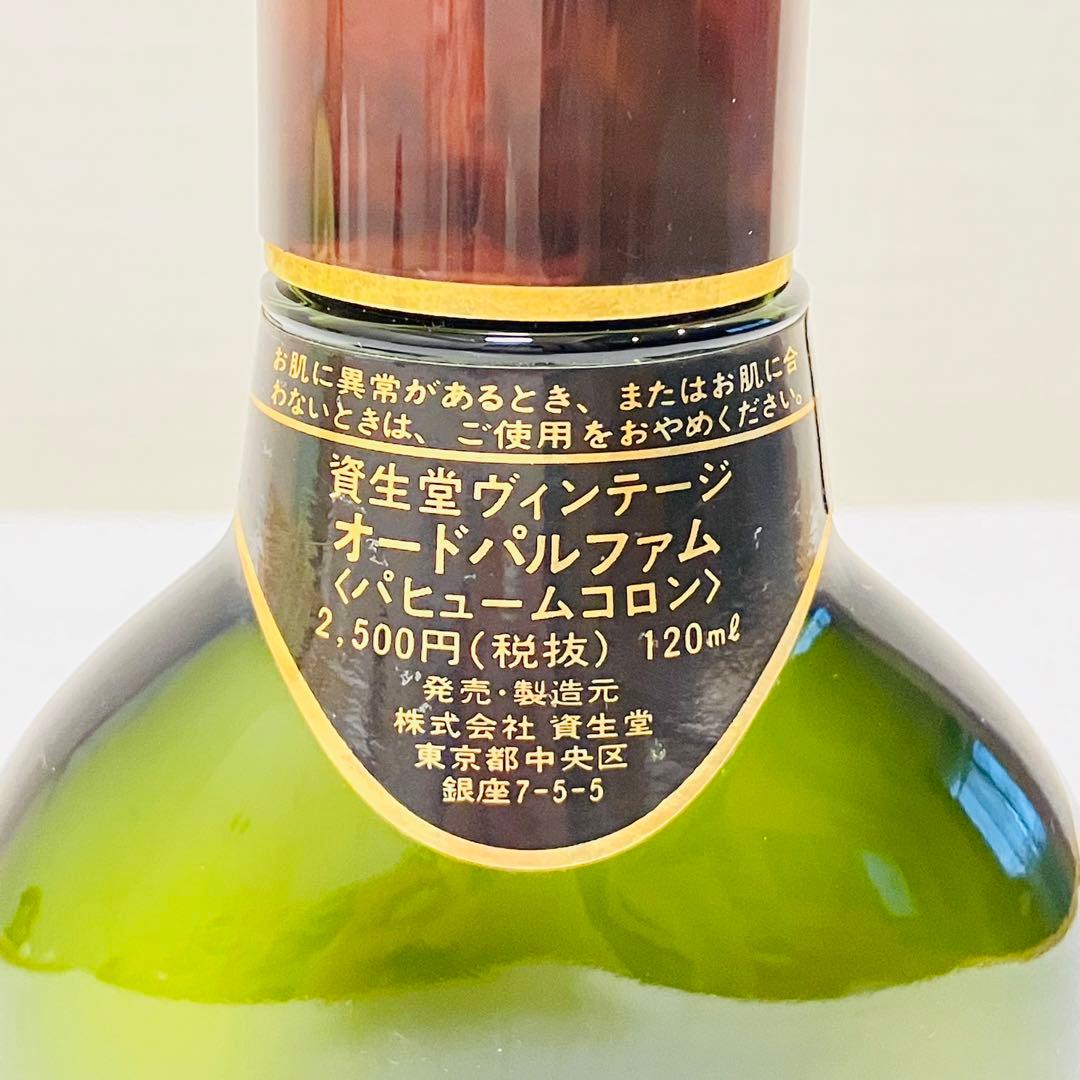 お肌に異常があるとき、またはお肌に合
わないときは、ご使用をおやめください。
資生堂ヴィンテージ
オードパルファム
〈パヒュームコロン〉
2,500円(税抜) 120mℓ
発売・製造元
株式会社 資生堂
東京都中央区
銀座7-5-5